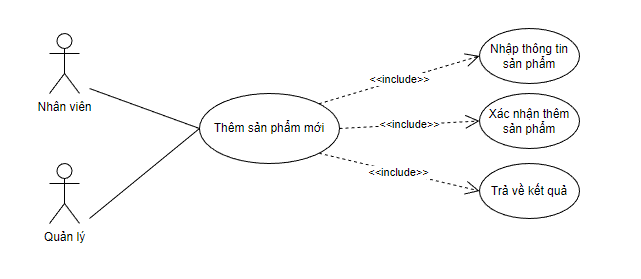 Nhân viên
Quản lý
Thêm sản phẩm mới
<<include>>
<<include>>
<<include>>
Nhập thông tin
sản phẩm
Xác nhận thêm
sản phẩm
Trả về kết quả